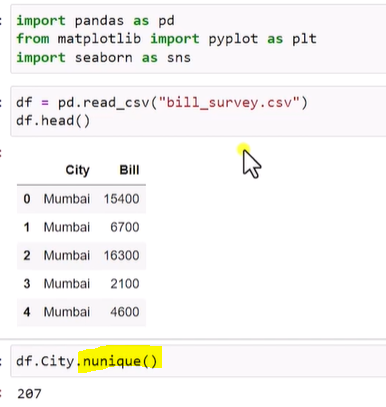 : import pandas as pd
from matplotlib import pyplot as plt
import seaborn as sns
: df = pd.read_csv("bill_survey.csv")
df.head()
:
City Bill
0 Mumbai 15400
1 Mumbai 6700
2 Mumbai 16300
3 Mumbai 2100
4 Mumbai 4600
: df.City.nunique()
: 207